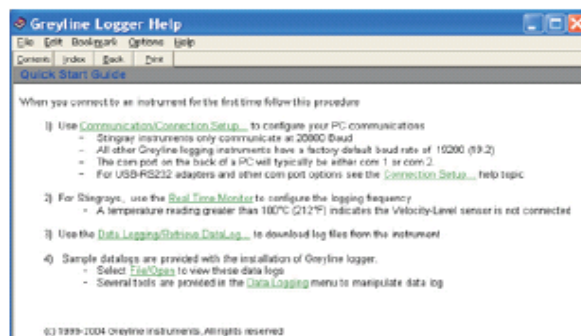 Greyline Logger Help
File Edit Bookmark Options Help
Contents Index Back Print
Quick Start Guide
When you connect to an instrument for the first time follow this procedure
1) Use Communication/Connection Setup... to configure your PC communications
- Stingray instruments only communicate at Baud
- All other Greyline logging instruments have a factory default baud rate of 19200 (19.2)
- The com port on the back of a PC will typically be either com 1 or com 2.
- For USB-RS232 adapters and other com port options see the Connection Setup... help topic
2) For Stingrays, use the Real Time Monitor to configure the logging frequency
- A temperature reading greater than 100°C (212°F) indicates the Velocity-Level sensor is not connected
3) Use the Data Logging/Retrieve DataLog... to download log files from the instrument
4) Sample datalogs are provided with the installation of Greyline logger.
- Select File/Open to view these data logs
- Several tools are provided in the Data Logging menu to manipulate data log
(c) 1999-2004 Greyline Instruments, All rights reserved